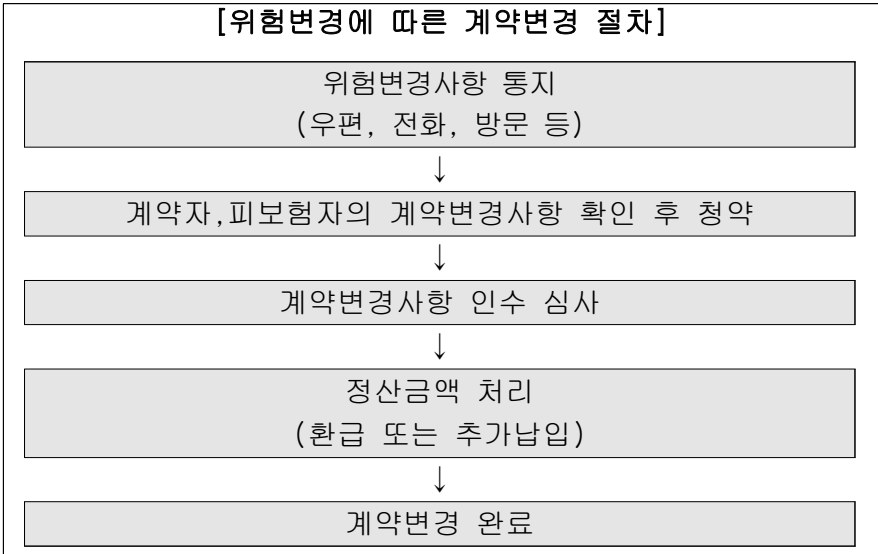 [위험변경에 따른 계약변경 절차]
위험변경사항 통지
(우편, 전화, 방문 등)
↓
계약자,피보험자의 계약변경사항 확인 후 청약
↓
계약변경사항 인수 심사
↓
정산금액 처리
(환급 또는 추가납입)
↓
계약변경 완료